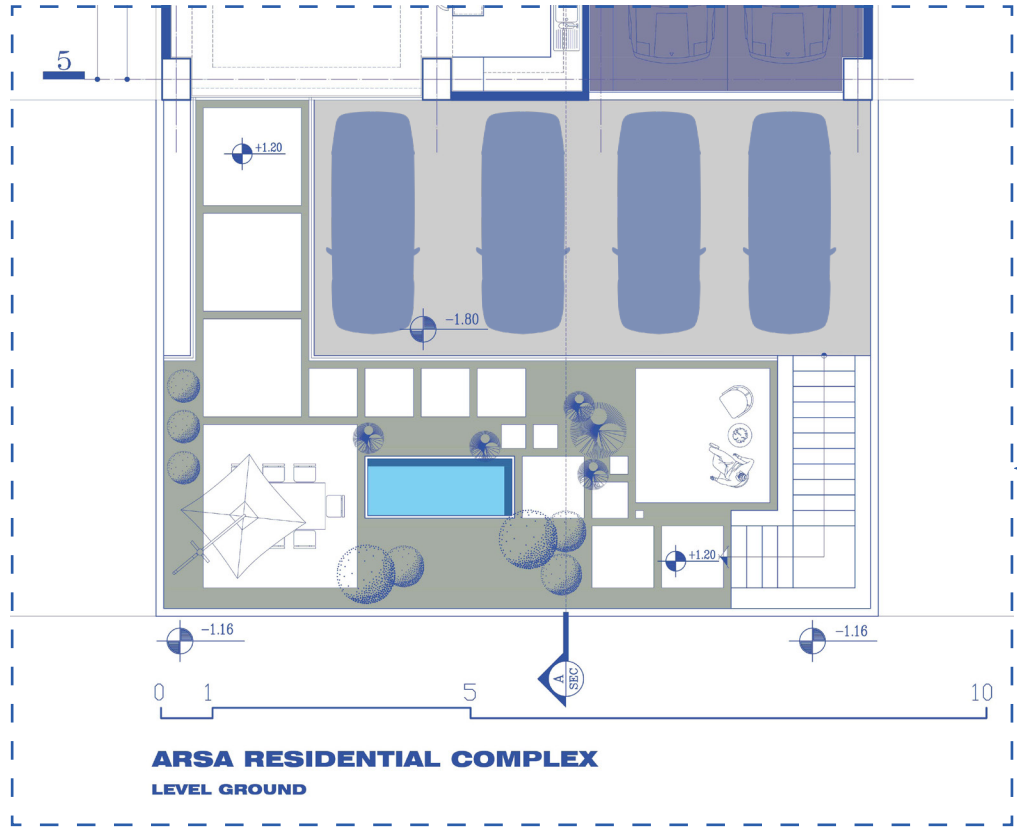 5
+1.20
-1.80
+1.20
-1.16
-1.16
A
SEC
0 1 5 10
ARSA RESIDENTIAL COMPLEX
LEVEL GROUND